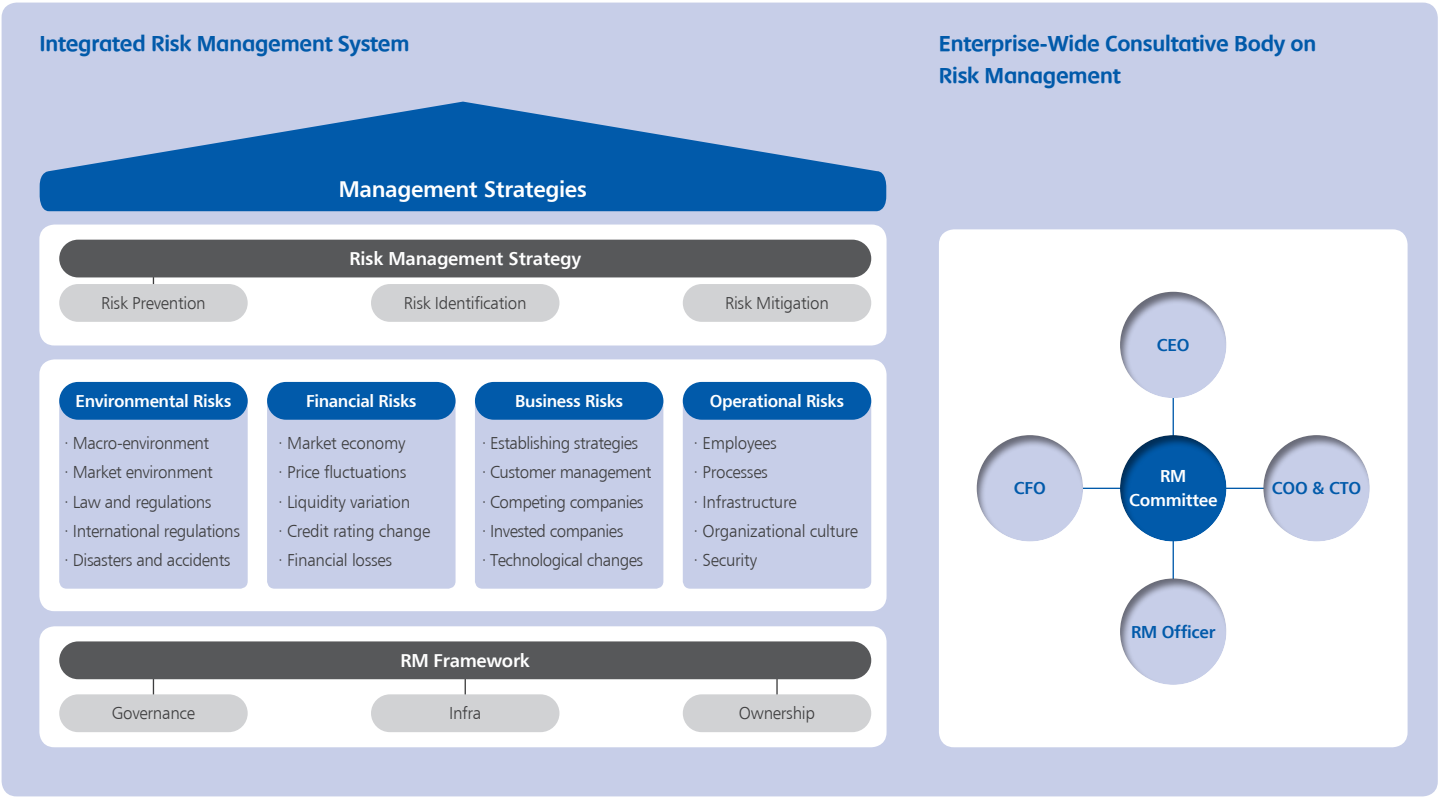 Integrated Risk Management System
Management Strategies
Risk Management Strategy
Risk Prevention
Risk Identification
Risk Mitigation
Environmental Risks
· Macro-environment
· Market environment
· Law and regulations
· International regulations
· Disasters and accidents
Financial Risks
· Market economy
· Price fluctuations
· Liquidity variation
· Credit rating change
· Financial losses
Business Risks
· Establishing strategies
· Customer management
· Competing companies
· Invested companies
· Technological changes
Operational Risks
· Employees
· Processes
· Infrastructure
· Organizational culture
· Security
RM Framework
Governance
Infra
Ownership
Enterprise-Wide Consultative Body on
Risk Management
CEO
CFO
RM
Committee
COO & CTO
RM Officer